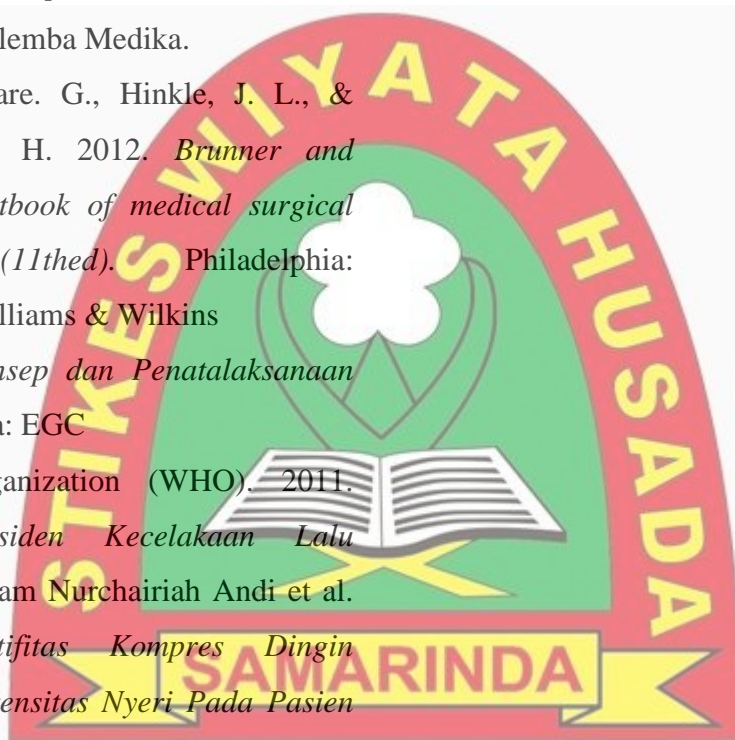 lemba Medika.
are. G., Hinkle, J. L., &
H. 2012. Brunner and
tbook of medical surgical
(11thed). Philadelphia:
lliams & Wilkins
nsep dan Penatalaksanaan
a: EGC
ganization (WHO). 2011.
siden Kecelakaan Lalu
am Nurchairiah Andi et al.
tifitas Kompres Dingin
ensitas Nyeri Pada Pasien
STIKES WIYATA HUSADA
SAMARINDA